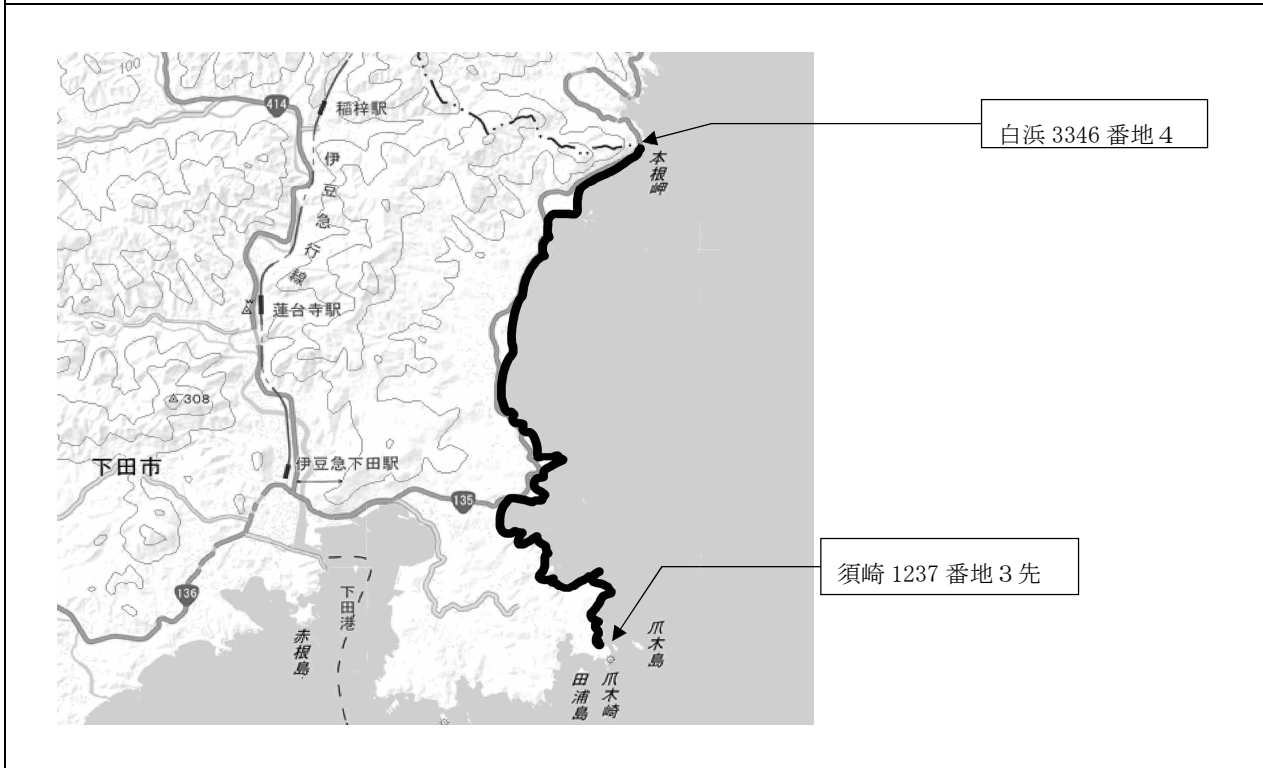 100
414
稲梓駅
白浜 3346 番地４
本根岬
伊豆急行線
蓮台寺駅
308
下田市
伊豆急下田駅
135
須崎 1237 番地３先
136
下田港
赤根島
爪木島
田浦島
爪木崎